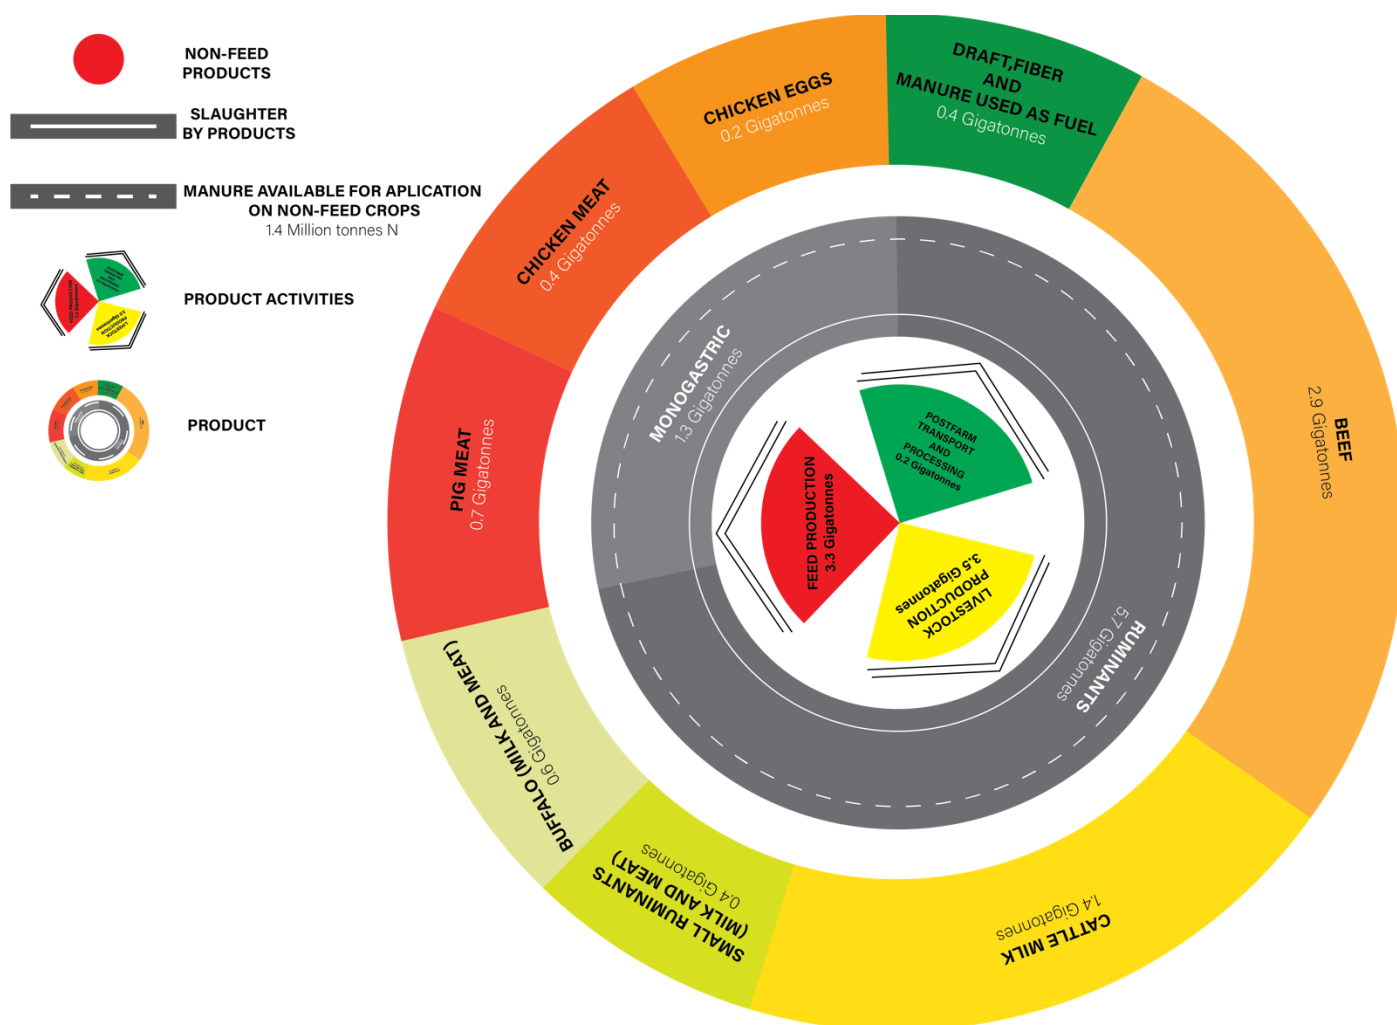 NON-FEED
PRODUCTS
SLAUGHTER
BY PRODUCTS
MANURE AVAILABLE FOR APLICATION
ON NON-FEED CROPS
1.4 Million tonnes N
PRODUCT ACTIVITIES
PRODUCT
DRAFT,FIBER
AND
MANURE USED AS FUEL
0.4 Gigatonnes
BEEF
2.9 Gigatonnes
CATTLE MILK
1.4 Gigatonnes
SMALL RUMINANTS
(MILK AND MEAT)
0.4 Gigatonnes
BUFFALO (MILK AND MEAT)
0.6 Gigatonnes
PIG MEAT
0.7 Gigatonnes
CHICKEN MEAT
0.4 Gigatonnes
CHICKEN EGGS
0.2 Gigatonnes
MONOGASTRIC
1.3 Gigatonnes
RUMINANTS
5.7 Gigatonnes
POSTFARM
TRANSPORT
AND
PROCESSING
0.2 Gigatonnes
FEED PRODUCTION
3.3 Gigatonnes
LIVESTOCK
PRODUCTION
3.5 Gigatonnes